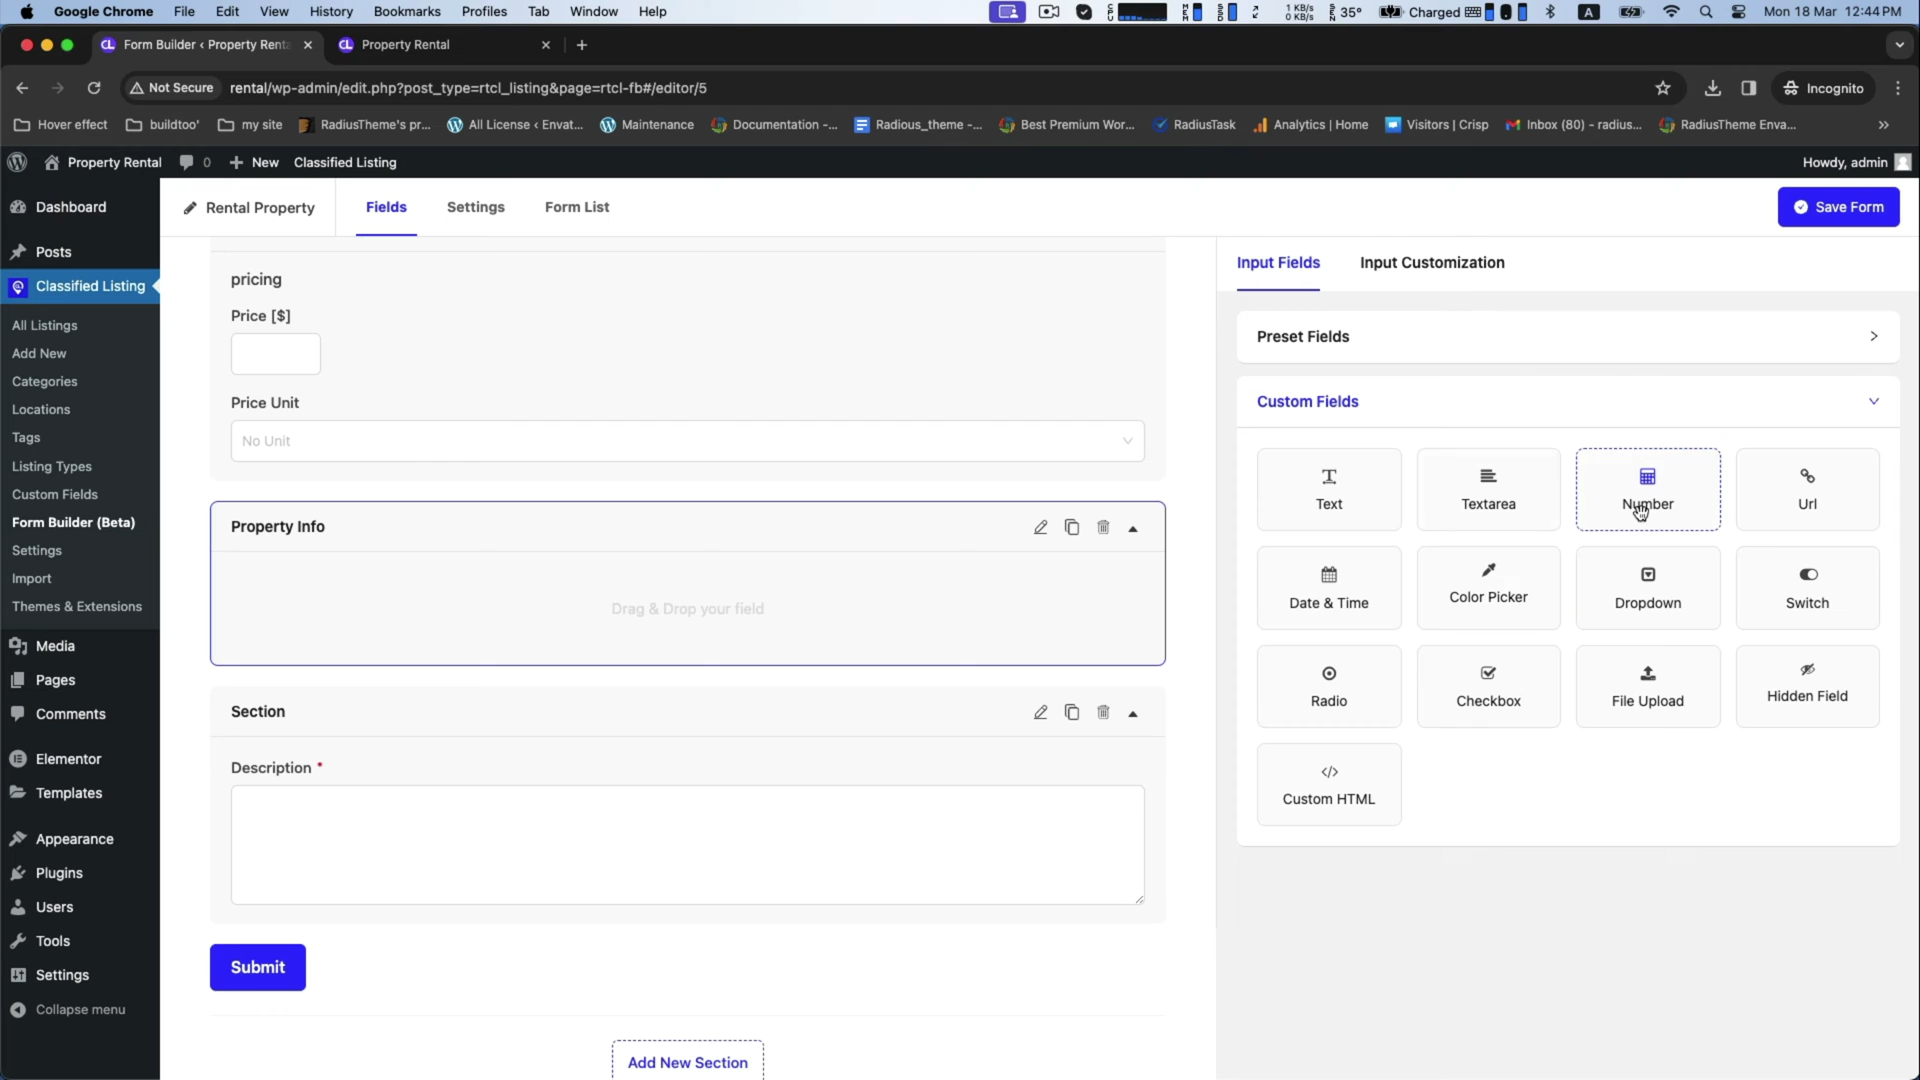 Google Chrome File Edit View History Bookmarks Profiles Tab Window Help 1 KB/s 0 KB/s 35° Charged A Mon 18 Mar 12:44 PM
Form Builder ‹ Property Renta Property Rental
Not Secure rental/wp-admin/edit.php?post_type=rtcl_listing&page=rtcl-fb#/editor/5 Incognito
Hover effect buildtoo' my site RadiusTheme's pr... All License ‹ Envat... Maintenance Documentation -... Radious_theme -... Best Premium Wor... RadiusTask Analytics | Home Visitors | Crisp Inbox (80) - radius... RadiusTheme Enva... »
Property Rental 0 New Classified Listing Howdy, admin
Dashboard
Posts
Classified Listing
All Listings
Add New
Categories
Locations
Tags
Listing Types
Custom Fields
Form Builder (Beta)
Settings
Import
Themes & Extensions
Media
Pages
Comments
Elementor
Templates
Appearance
Plugins
Users
Tools
Settings
Collapse menu
Rental Property Fields Settings Form List Save Form
pricing
Price [$]
Price Unit
No Unit
Property Info
Drag & Drop your field
Section
Description *
Submit
Add New Section
Input Fields Input Customization
Preset Fields
Custom Fields
Text Textarea Number Url
Date & Time Color Picker Dropdown Switch
Radio Checkbox File Upload Hidden Field
Custom HTML